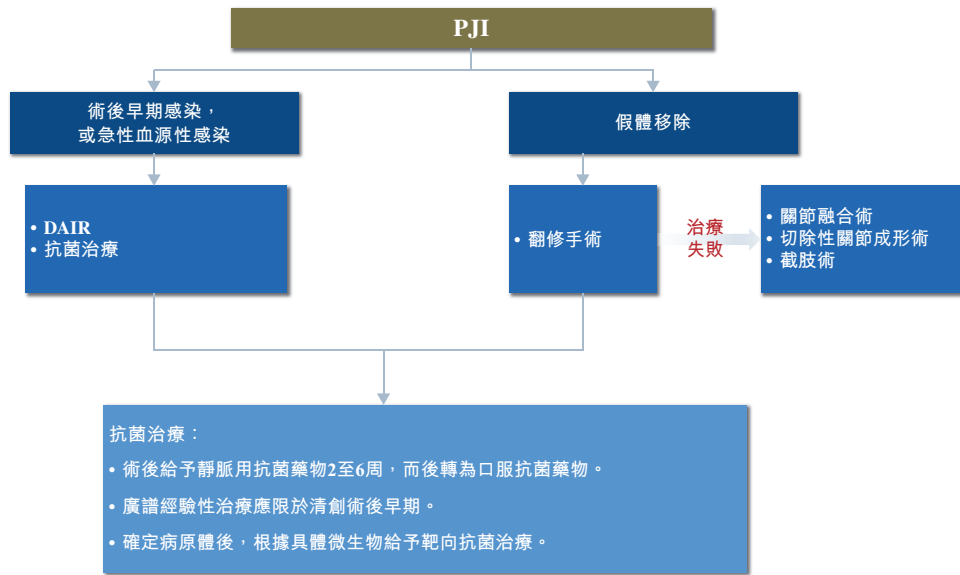 PJI
術後早期感染，
或急性血源性感染
假體移除
• DAIR
• 抗菌治療
• 翻修手術
治療
失敗
• 關節融合術
• 切除性關節成形術
• 截肢術
抗菌治療：
• 術後給予靜脈用抗菌藥物2至6周，而後轉為口服抗菌藥物。
• 廣譜經驗性治療應限於清創術後早期。
• 確定病原體後，根據具體微生物給予靶向抗菌治療。